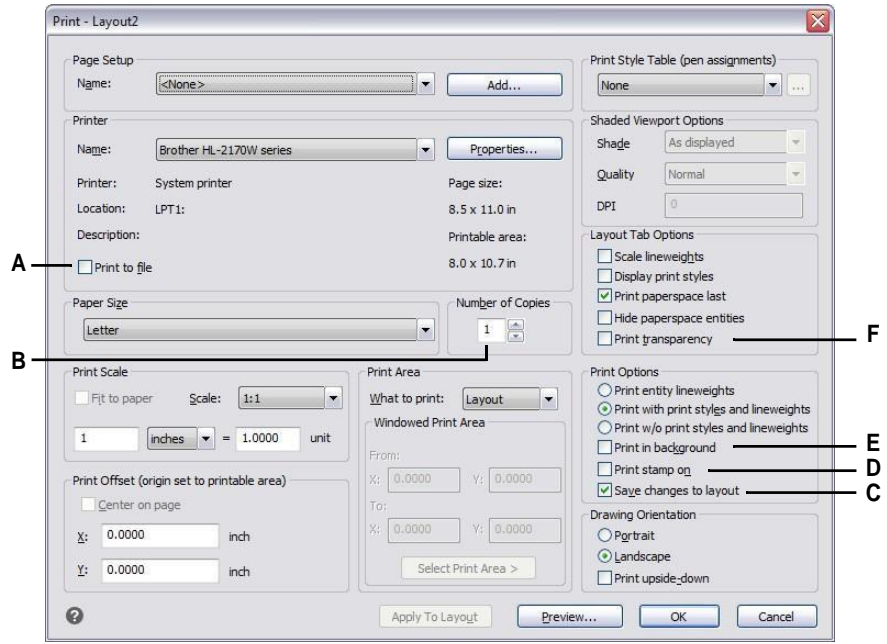 Print - Layout2
Page Setup
Name: <None> Add...
Printer
Name: Brother HL-2170W series Properties...
Printer: System printer Page size:
Location: LPT1: 8.5 x 11.0 in
Description: Printable area:
A Print to file 8.0 x 10.7 in
Paper Size
Letter
Number of Copies
1
B
Print Scale
Fit to paper Scale: 1:1
1 inches = 1.0000 unit
Print Offset (origin set to printable area)
Center on page
X: 0.0000 inch
Y: 0.0000 inch
Print Area
What to print: Layout
Windowed Print Area
From:
X: 0.0000 Y: 0.0000
To:
X: 0.0000 Y: 0.0000
Select Print Area >
Print Style Table (pen assignments)
None ...
Shaded Viewport Options
Shade As displayed
Quality Normal
DPI 0
Layout Tab Options
Scale lineweights
Display print styles
Print paperspace last
Hide paperspace entities
Print transparency F
Print Options
Print entity lineweights
Print with print styles and lineweights
Print w/o print styles and lineweights
Print in background E
Print stamp on D
Save changes to layout C
Drawing Orientation
Portrait
Landscape
Print upside-down
? Apply To Layout Preview... OK Cancel